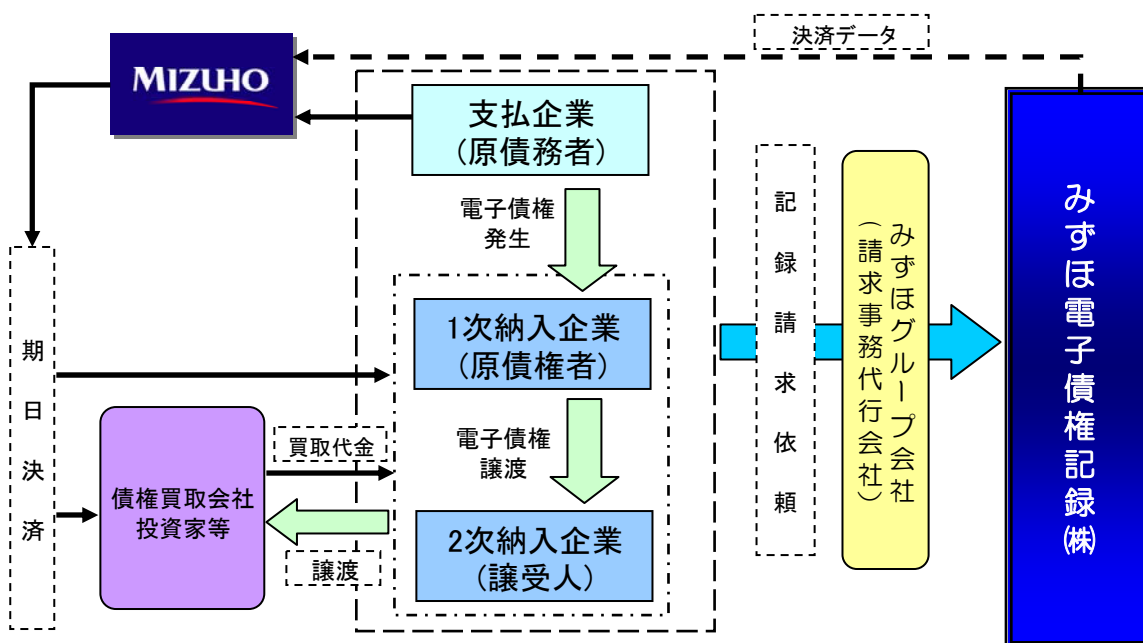 決済データ
MIZUHO
支払企業
(原債務者)
電子債権
発生
1次納入企業
(原債権者)
電子債権
譲渡
2次納入企業
(譲受人)
期日決済
買取代金
債権買取会社
投資家等
譲渡
記録請求依頼
みずほグループ会社
(請求事務代行会社)
みずほ電子債権記録㈱